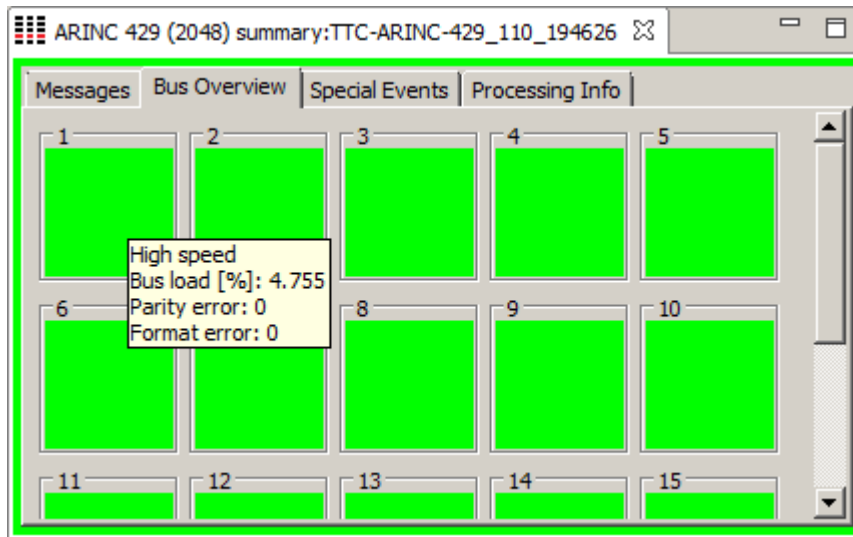 ARINC 429 (2048) summary:TTC-ARINC-429_110_194626
Messages Bus Overview Special Events Processing Info
1 2 3 4 5
High speed
Bus load [%]: 4.755
Parity error: 0
Format error: 0
6 8 9 10
11 12 13 14 15